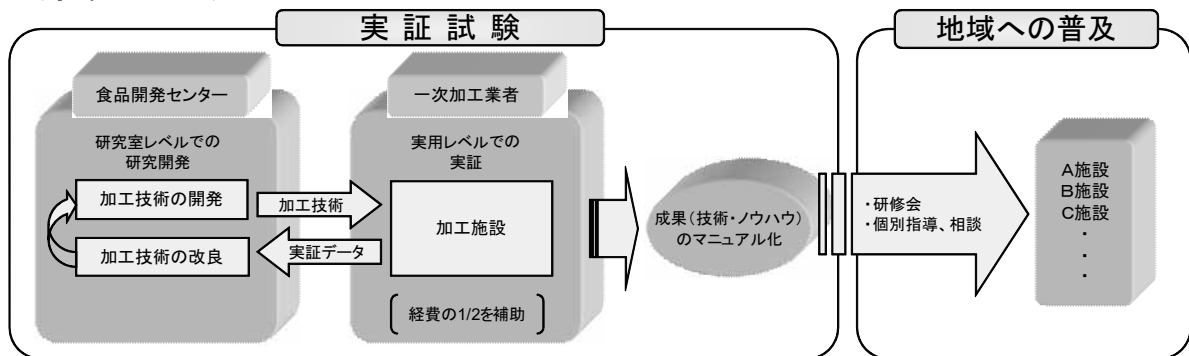 実証試験
食品開発センター
研究室レベルでの
研究開発
加工技術の開発
加工技術の改良
加工技術
実証データ
一次加工業者
実用レベルでの
実証
加工施設
経費の1/2を補助
成果(技術・ノウハウ)
のマニュアル化
地域への普及
・研修会
・個別指導、相談
A施設
B施設
C施設
・
・
・